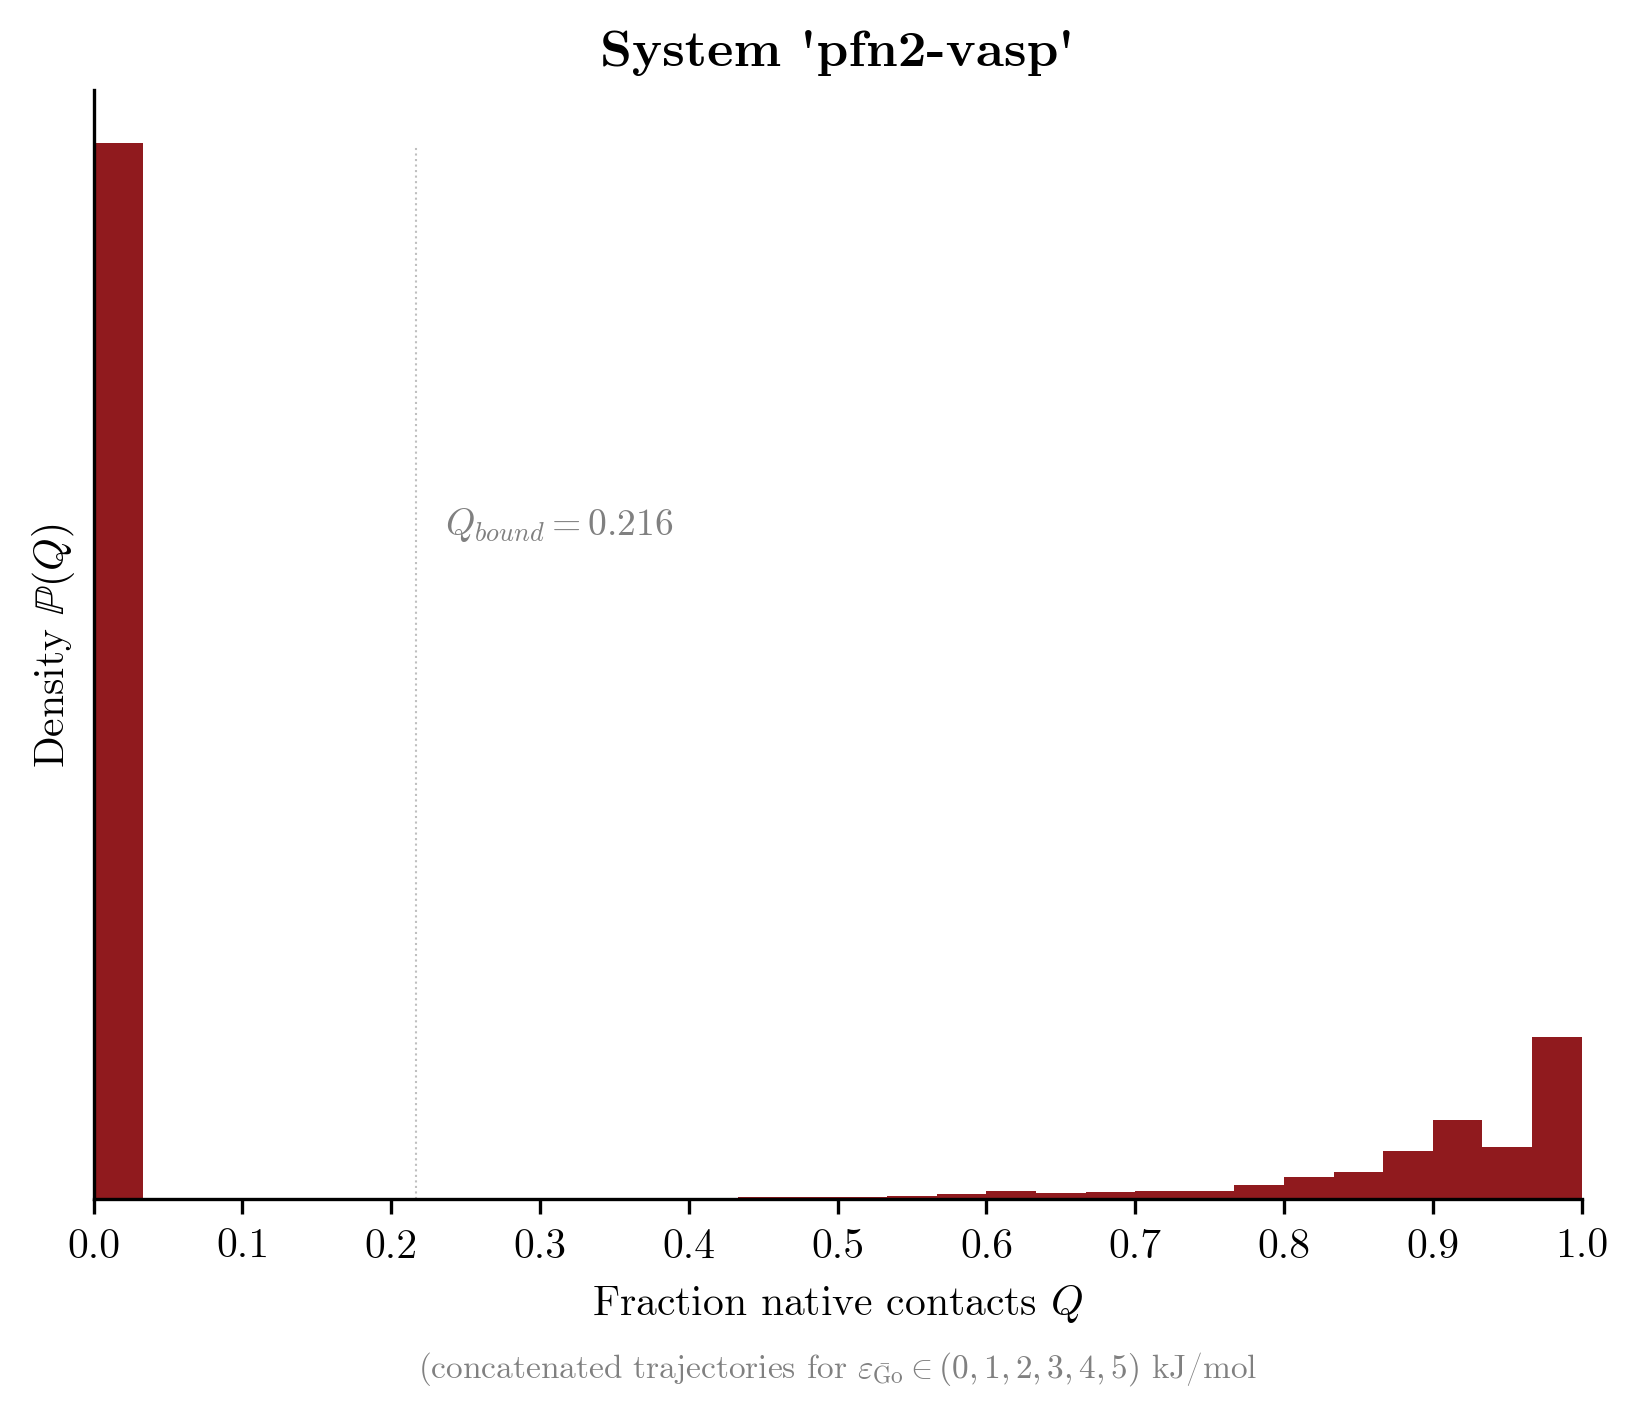 System 'pfn2-vasp'
Density ℙ(Q)
Q_bound = 0.216
0.0 0.1 0.2 0.3 0.4 0.5 0.6 0.7 0.8 0.9 1.0
Fraction native contacts Q
(concatenated trajectories for ε_Ḡo ∈ (0, 1, 2, 3, 4, 5) kJ/mol